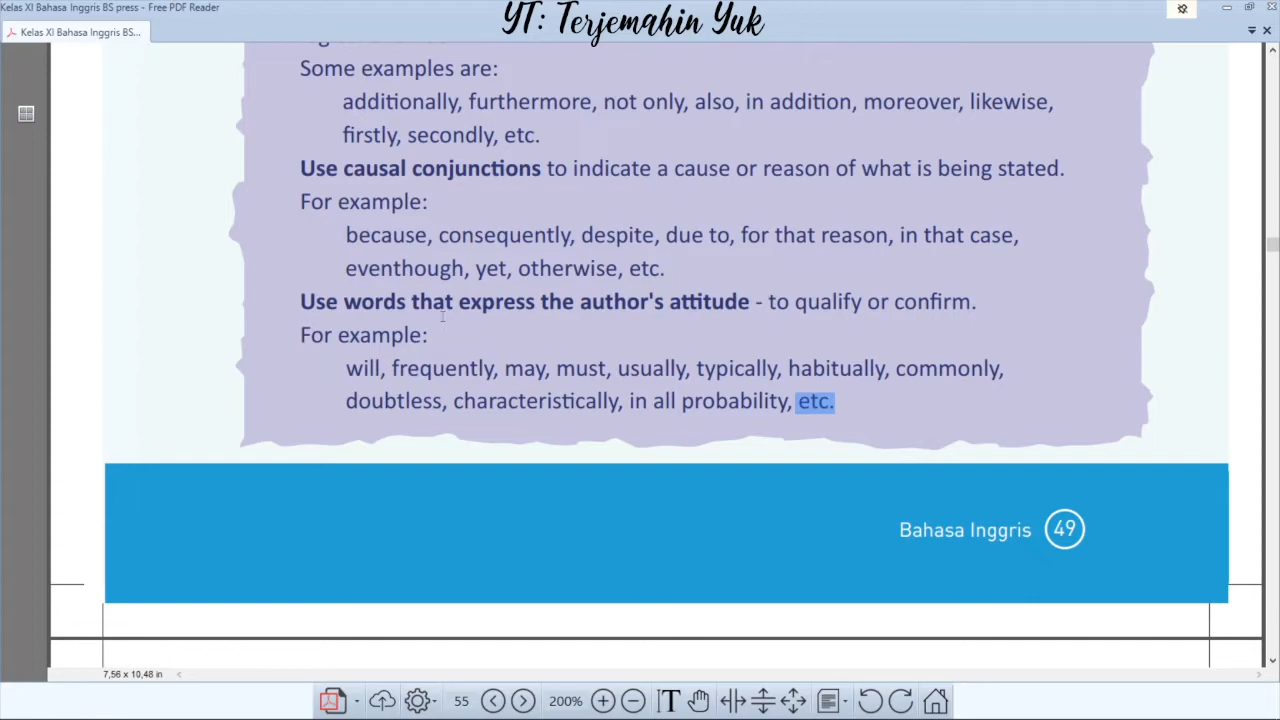 Kelas XI Bahasa Inggris BS press - Free PDF Reader
YT: Terjemahin Yuk
Kelas XI Bahasa Inggris BS...
Some examples are:
additionally, furthermore, not only, also, in addition, moreover, likewise,
firstly, secondly, etc.
Use causal conjunctions to indicate a cause or reason of what is being stated.
For example:
because, consequently, despite, due to, for that reason, in that case,
eventhough, yet, otherwise, etc.
Use words that express the author's attitude - to qualify or confirm.
For example:
will, frequently, may, must, usually, typically, habitually, commonly,
doubtless, characteristically, in all probability, etc.
Bahasa Inggris 49
7,56 x 10,48 in
55 200% T